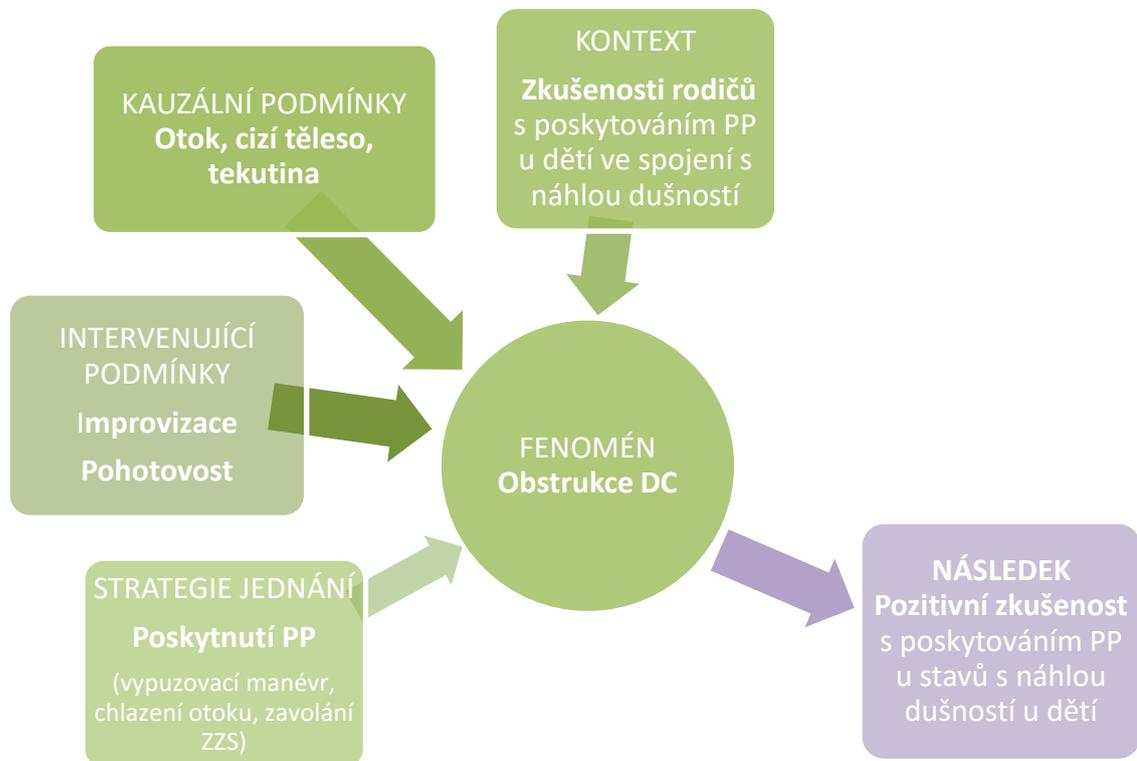 KAUZÁLNÍ PODMÍNKY
Otok, cizí těleso,
tekutina
KONTEXT
Zkušenosti rodičů
s poskytováním PP
u dětí ve spojení s
náhlou dušností
INTERVENUJÍCÍ
PODMÍNKY
Improvizace
Pohotovost
FENOMÉN
Obstrukce DC
STRATEGIE JEDNÁNÍ
Poskytnutí PP
(vypuzovací manévr,
chlazení otoku, zavolání
ZZS)
NÁSLEDEK
Pozitivní zkušenost
s poskytováním PP
u stavů s náhlou
dušností u dětí